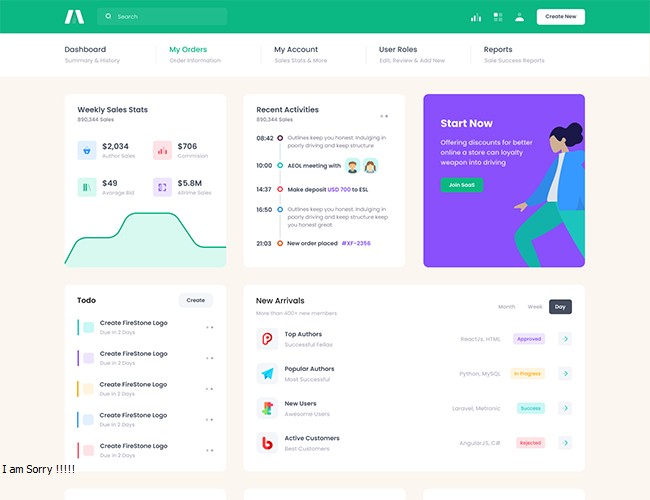 Search
Create New
Dashboard
Summary & History
My Orders
Order Information
My Account
Sales Stats & More
User Roles
Edit, Review & Add New
Reports
Sale Success Reports
Weekly Sales Stats
890,344 Sales
$2,034
Author Sales
$706
Commision
$49
Avarage Bid
$5.8M
Alltime Sales
Recent Activities
890,344 Sales
08:42
Outlines keep you honest. Indulging in
poorly driving and keep structure
10:00 AEOL meeting with
14:37 Make deposit USD 700 to ESL
16:50
Outlines keep you honest. Indulging in
poorly driving and keep structure keep
you honest great
21:03 New order placed #XF-2356
Start Now
Offering discounts for better
online a store can loyalty
weapon into driving
Join SaaS
Todo
Create
Create FireStone Logo
Due in 2 Days
Create FireStone Logo
Due in 2 Days
Create FireStone Logo
Due in 2 Days
Create FireStone Logo
Due in 2 Days
Create FireStone Logo
Due in 2 Days
New Arrivals
More than 400+ new members
Month Week Day
Top Authors
Successful Fellas
ReactJs, HTML Approved
Popular Authors
Most Successful
Python, MySQL In Progress
New Users
Awesome Users
Laravel, Metronic Success
Active Customers
Best Customers
AngularJS, C# Rejected
I am Sorry !!!!!